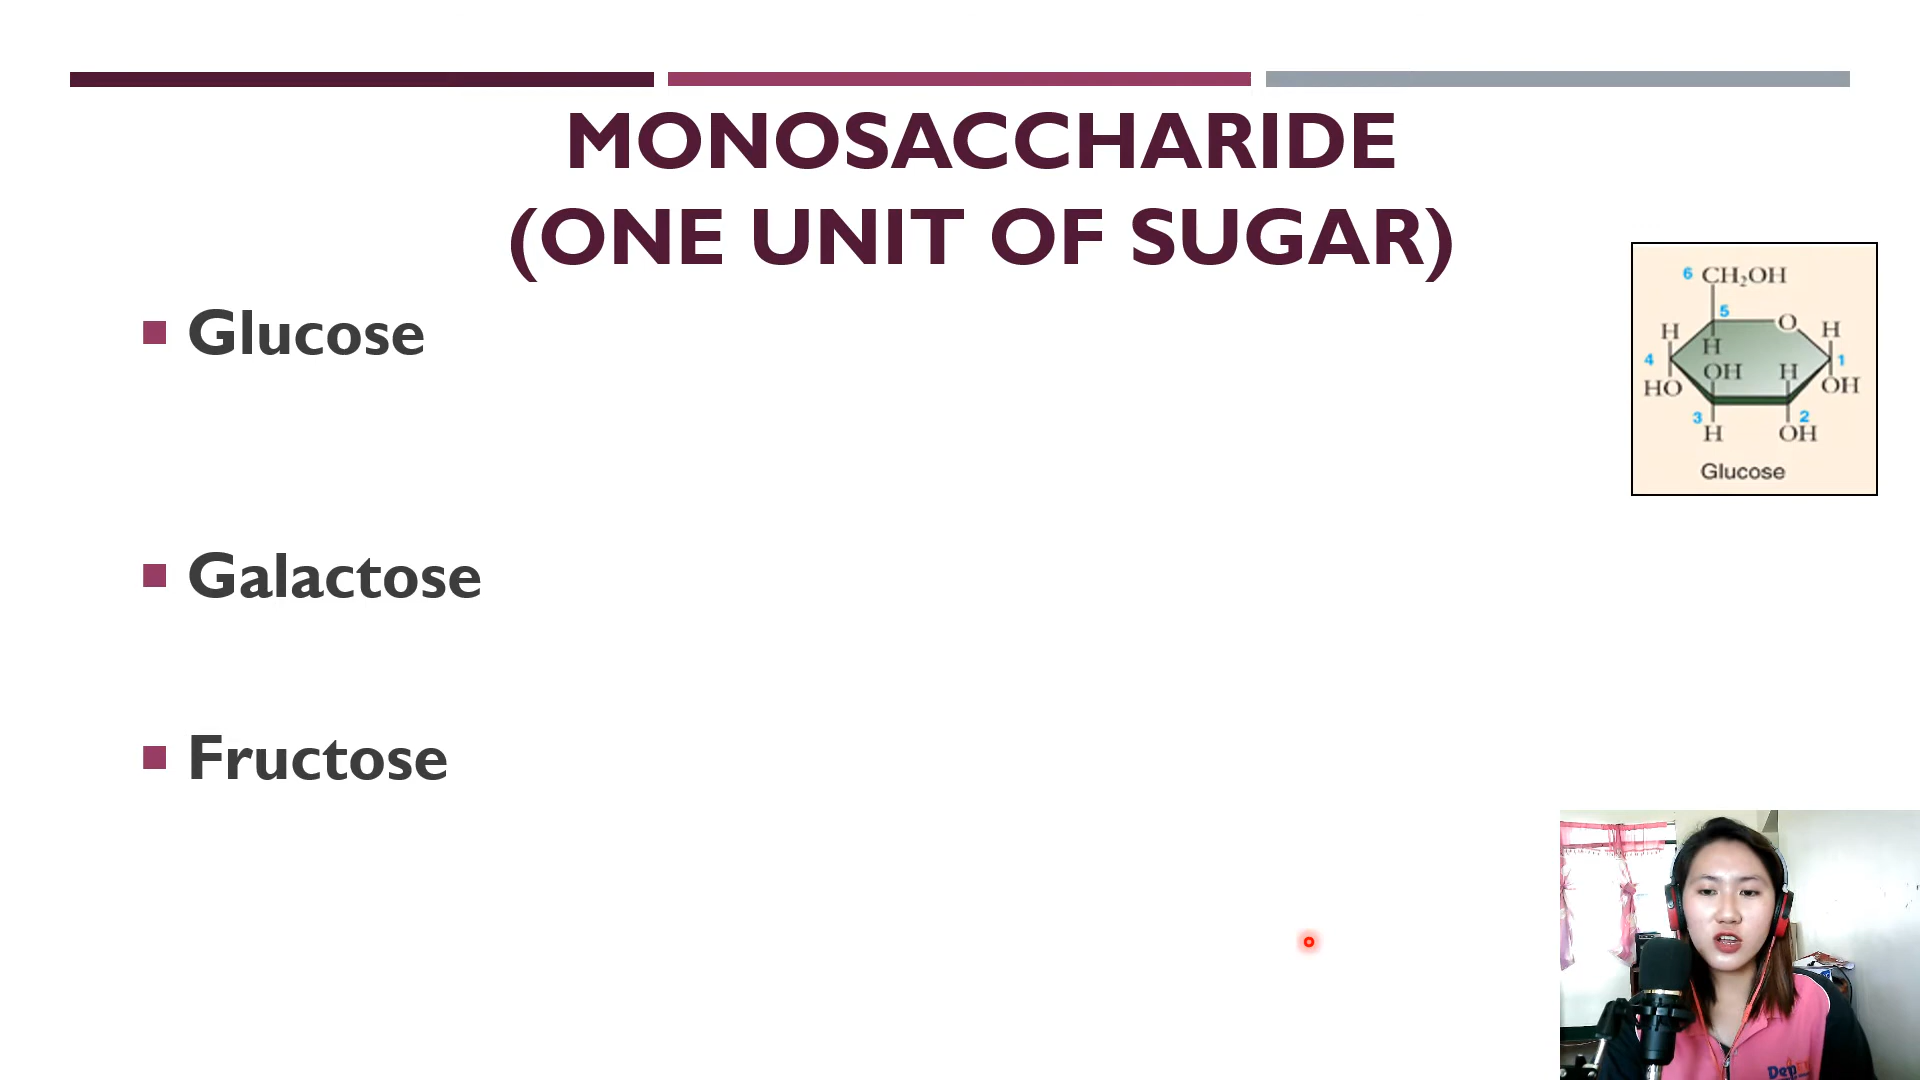 MONOSACCHARIDE
(ONE UNIT OF SUGAR)
Glucose
Galactose
Fructose
6 CH₂OH
5
O
H
H
H
4
1
OH
H
HO
OH
3
2
H
OH
Glucose
Dep